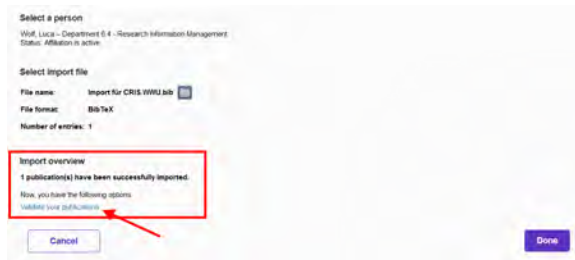 Select a person
Wolf, Luca – Department 6.4 - Research Information Management
Status: Affiliation is active
Select import file
File name: Import für CRIS.WWU.bib
File format: BibTeX
Number of entries: 1
Import overview
1 publication(s) have been successfully imported.
Now, you have the following options
Validate your publications
Cancel
Done